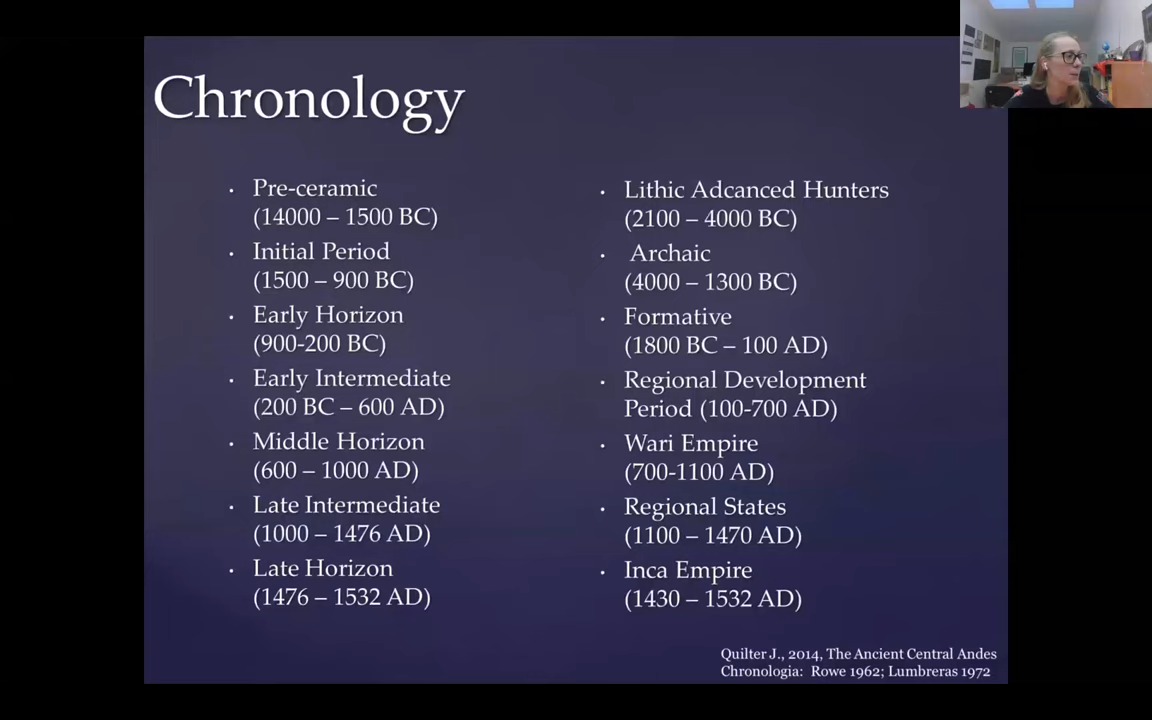 Chronology
· Pre-ceramic
(14000 – 1500 BC)
· Initial Period
(1500 – 900 BC)
· Early Horizon
(900-200 BC)
· Early Intermediate
(200 BC – 600 AD)
· Middle Horizon
(600 – 1000 AD)
· Late Intermediate
(1000 – 1476 AD)
· Late Horizon
(1476 – 1532 AD)
· Lithic Adcanced Hunters
(2100 – 4000 BC)
· Archaic
(4000 – 1300 BC)
· Formative
(1800 BC – 100 AD)
· Regional Development
Period (100-700 AD)
· Wari Empire
(700-1100 AD)
· Regional States
(1100 – 1470 AD)
· Inca Empire
(1430 – 1532 AD)
Quilter J., 2014, The Ancient Central Andes
Chronologia: Rowe 1962; Lumbreras 1972